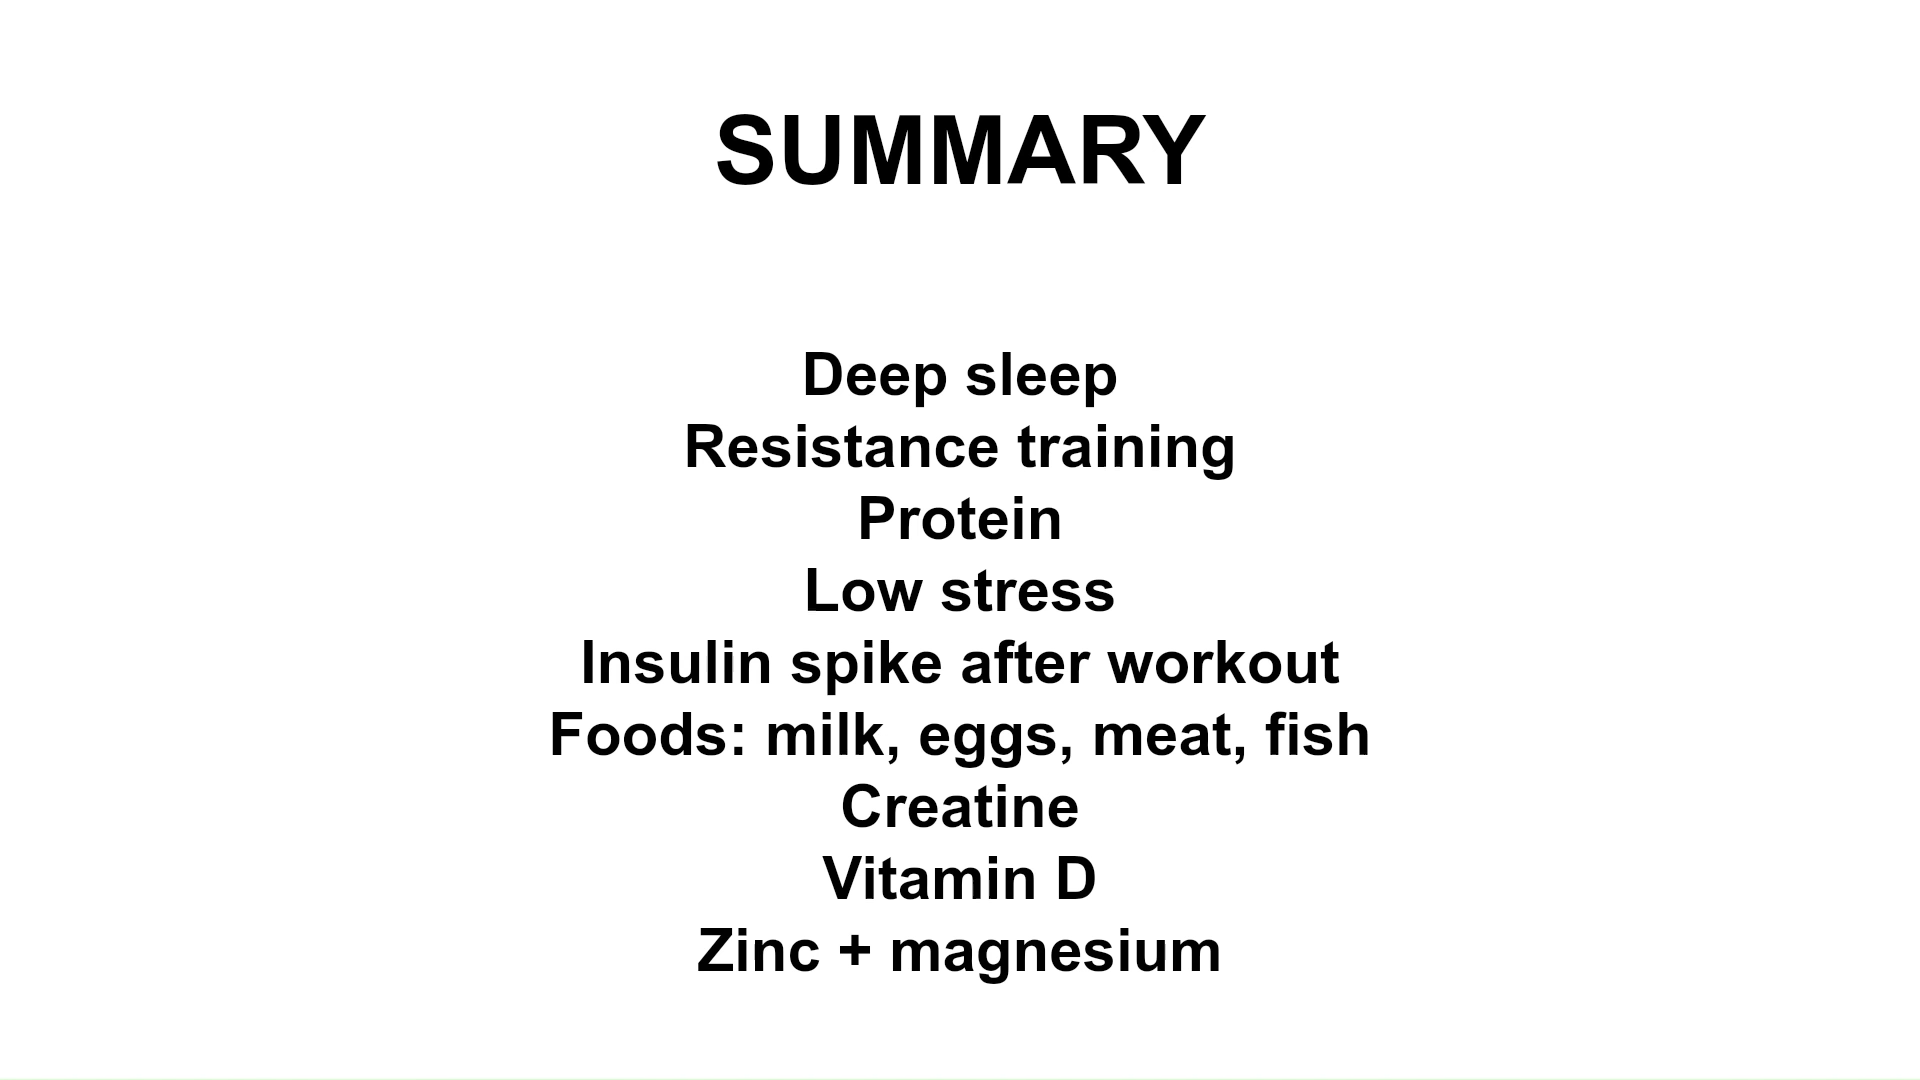 SUMMARY
Deep sleep
Resistance training
Protein
Low stress
Insulin spike after workout
Foods: milk, eggs, meat, fish
Creatine
Vitamin D
Zinc + magnesium